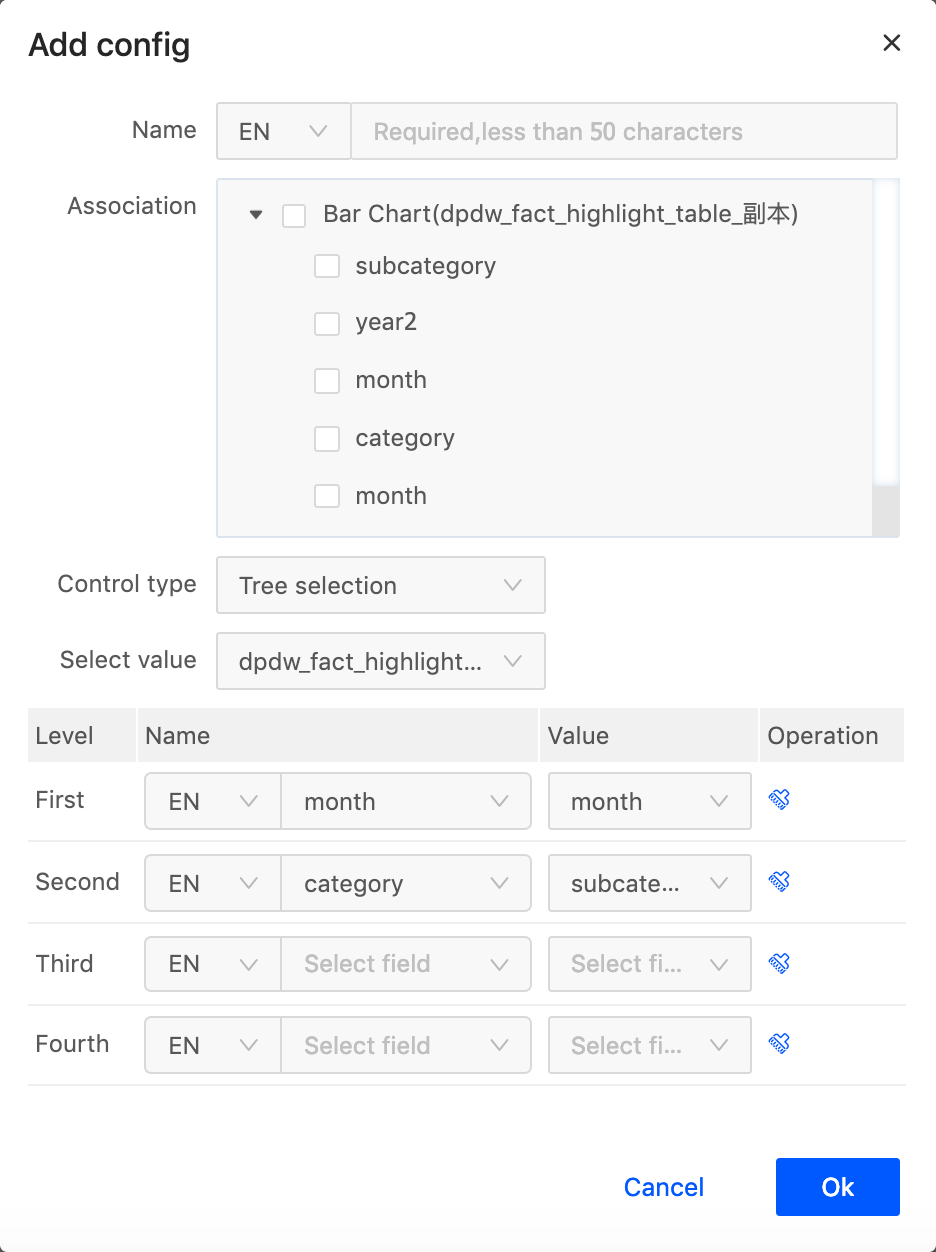 Add config
Name EN Required,less than 50 characters
Association
Bar Chart(dpdw_fact_highlight_table_副本)
subcategory
year2
month
category
month
Control type Tree selection
Select value dpdw_fact_highlight...
Level Name Value Operation
First EN month month
Second EN category subcate...
Third EN Select field Select fi...
Fourth EN Select field Select fi...
Cancel Ok